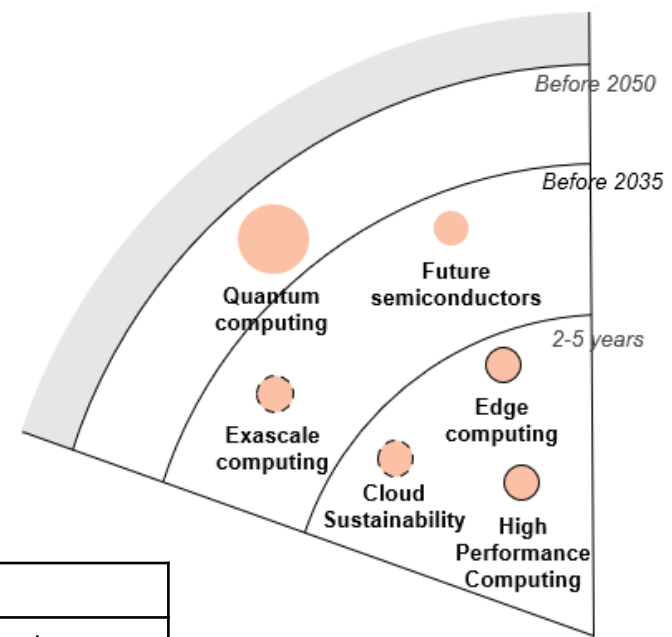 Before 2050
Before 2035
Quantum
computing
Future
semiconductors
2-5 years
Edge
computing
Exascale
computing
Cloud
Sustainability
High
Performance
Computing